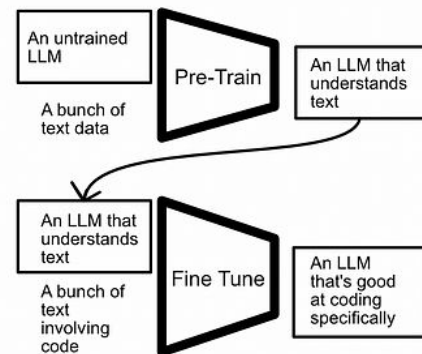 An untrained
LLM
Pre-Train
An LLM that
understands
text
A bunch of
text data
An LLM that
understands
text
Fine Tune
An LLM
that's good
at coding
specifically
A bunch of
text
involving
code